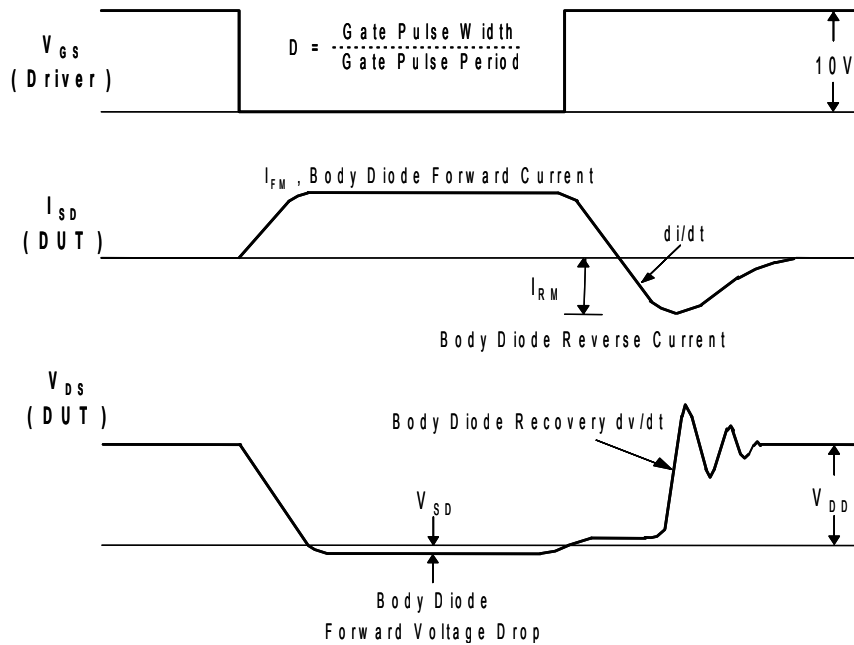 V GS
(Driver)
D = Gate Pulse Width
Gate Pulse Period
10V
I FM , Body Diode Forward Current
I SD
(DUT)
di/dt
I RM
Body Diode Reverse Current
V DS
(DUT)
Body Diode Recovery dv/dt
V SD
V DD
Body Diode
Forward Voltage Drop